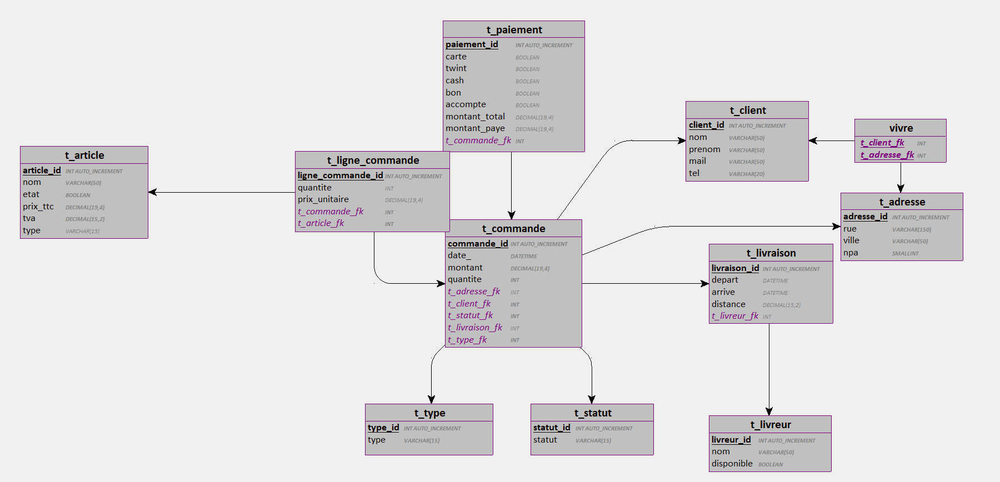 t_paiement
paiement_id INT AUTO_INCREMENT
carte BOOLEAN
twint BOOLEAN
cash BOOLEAN
bon BOOLEAN
accompte BOOLEAN
montant_total DECIMAL(19,4)
montant_paye DECIMAL(19,4)
t_commande_fk INT
t_client
client_id INT AUTO_INCREMENT
nom VARCHAR(50)
prenom VARCHAR(50)
mail VARCHAR(50)
tel VARCHAR(20)
vivre
t_client_fk INT
t_adresse_fk INT
t_article
article_id INT AUTO_INCREMENT
nom VARCHAR(50)
etat BOOLEAN
prix_ttc DECIMAL(19,4)
tva DECIMAL(15,2)
type VARCHAR(15)
t_ligne_commande
ligne_commande_id INT AUTO_INCREMENT
quantite INT
prix_unitaire DECIMAL(19,4)
t_commande_fk INT
t_article_fk INT
t_adresse
adresse_id INT AUTO_INCREMENT
rue VARCHAR(150)
ville VARCHAR(50)
npa SMALLINT
t_commande
commande_id INT AUTO_INCREMENT
date_ DATETIME
montant DECIMAL(19,4)
quantite INT
t_adresse_fk INT
t_client_fk INT
t_statut_fk INT
t_livraison_fk INT
t_type_fk INT
t_livraison
livraison_id INT AUTO_INCREMENT
depart DATETIME
arrive DATETIME
distance DECIMAL(15,2)
t_livreur_fk INT
t_type
type_id INT AUTO_INCREMENT
type VARCHAR(15)
t_statut
statut_id INT AUTO_INCREMENT
statut VARCHAR(15)
t_livreur
livreur_id INT AUTO_INCREMENT
nom VARCHAR(50)
disponible BOOLEAN